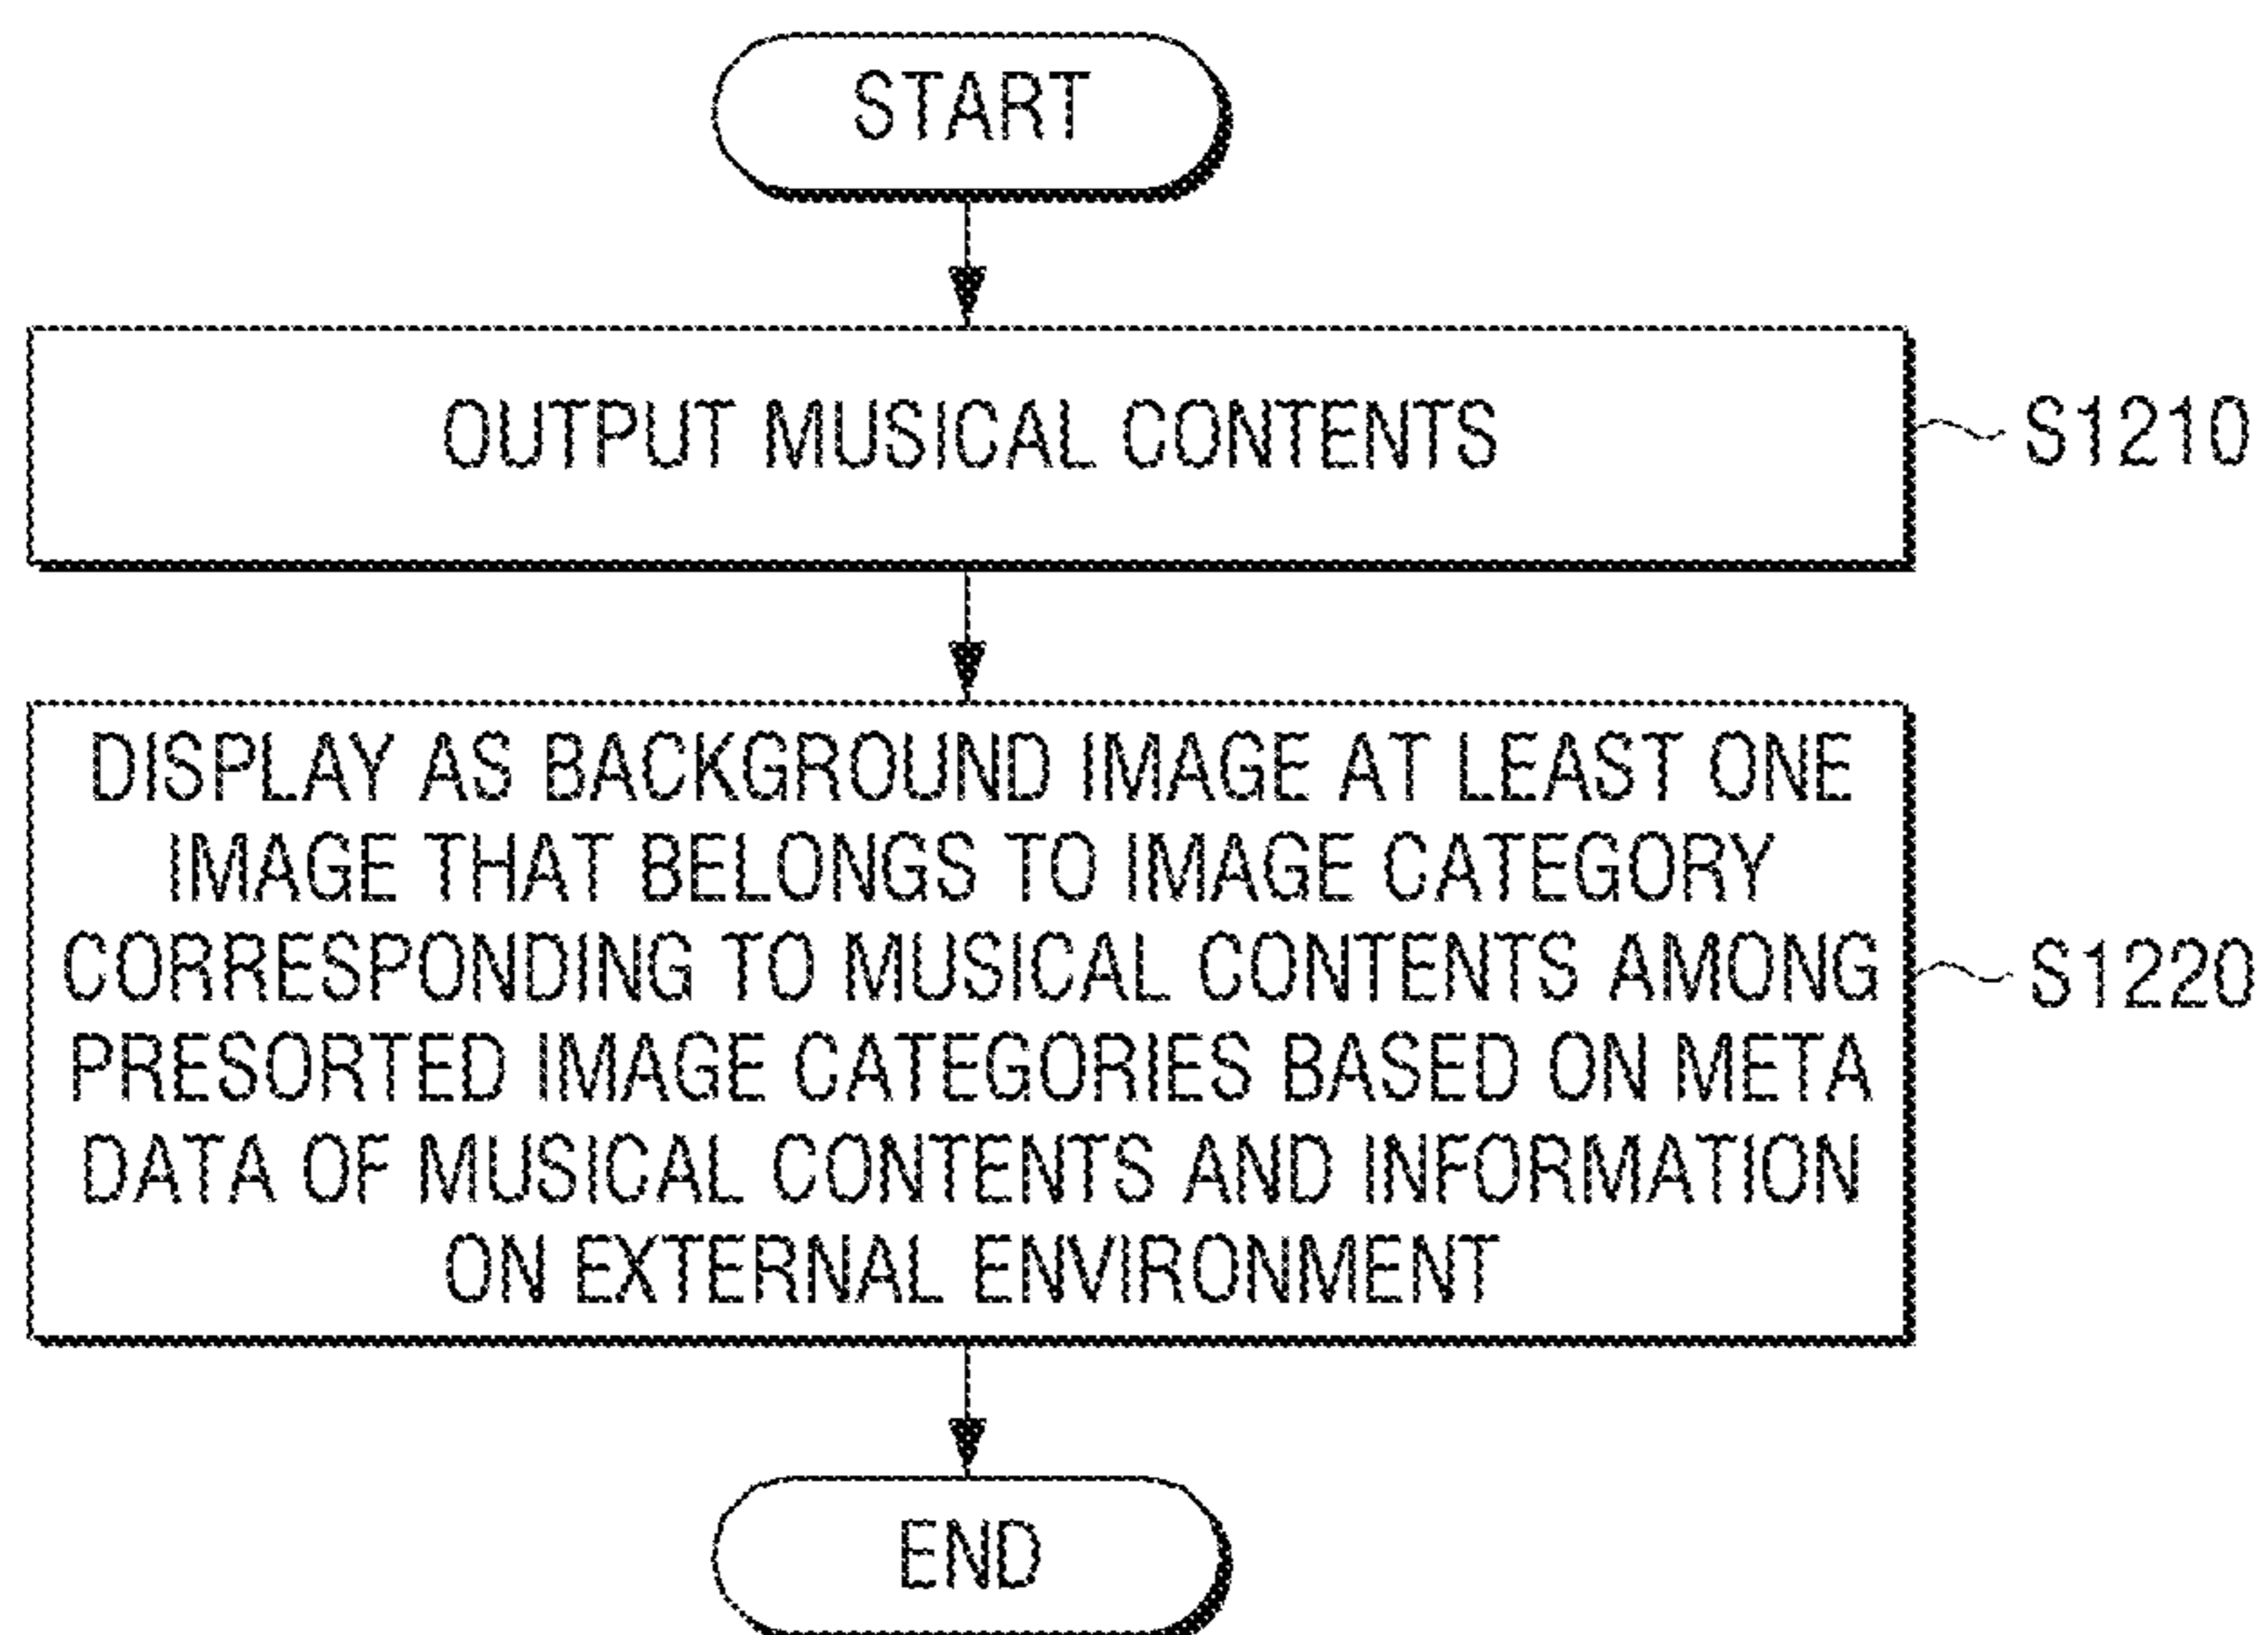 START
OUTPUT MUSICAL CONTENTS
S1210
DISPLAY AS BACKGROUND IMAGE AT LEAST ONE
IMAGE THAT BELONGS TO IMAGE CATEGORY
CORRESPONDING TO MUSICAL CONTENTS AMONG
PRESORTED IMAGE CATEGORIES BASED ON META
DATA OF MUSICAL CONTENTS AND INFORMATION
ON EXTERNAL ENVIRONMENT
S1220
END